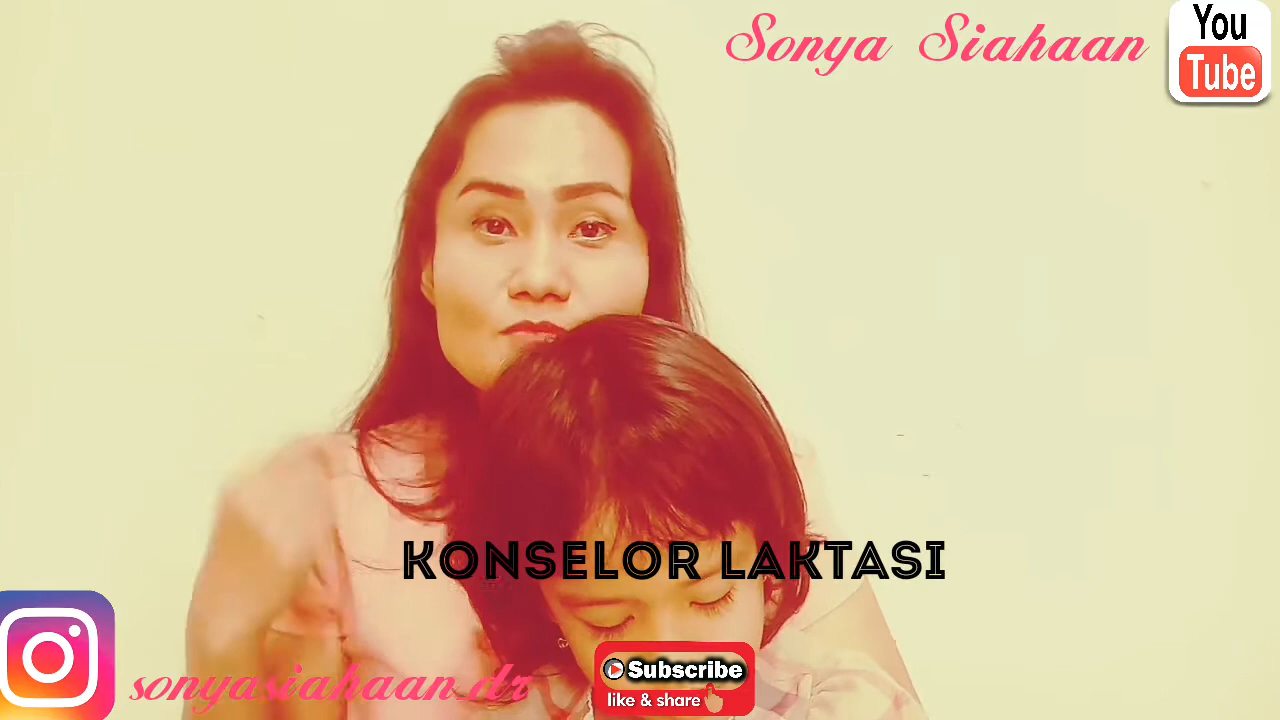 Sonya Siahaan
You
Tube
KONSELOR LAKTASI
sonyasiahaan.dr
Subscribe
like & share